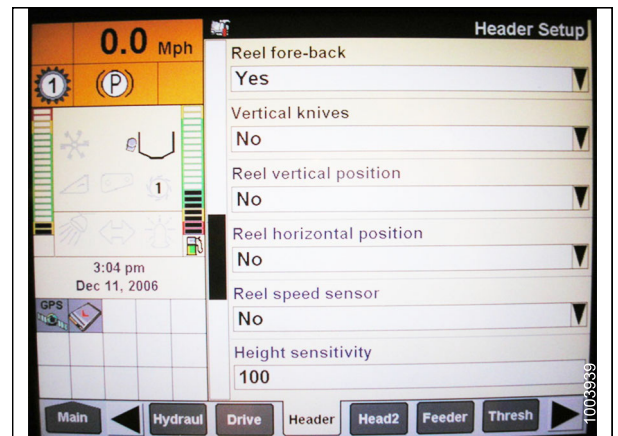 0.0 Mph
Header Setup
1
(P)
Reel fore-back
Yes
Vertical knives
No
Reel vertical position
No
1
Reel horizontal position
No
3:04 pm
Dec 11, 2006
Reel speed sensor
No
GPS
Height sensitivity
100
1003939
Main
Hydraul
Drive
Header
Head2
Feeder
Thresh